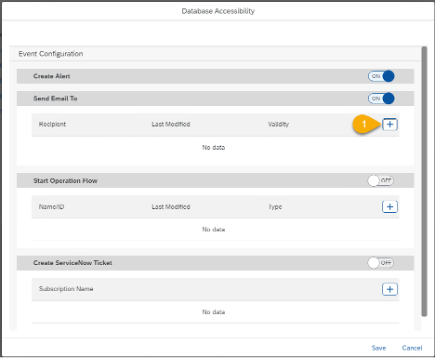 Database Accessibility
Event Configuration
Create Alert ON
Send Email To ON
Recipient Last Modified Validity 1 +
No data
Start Operation Flow OFF
Name/ID Last Modified Type +
No data
Create ServiceNow Ticket OFF
Subscription Name +
No data
Save Cancel